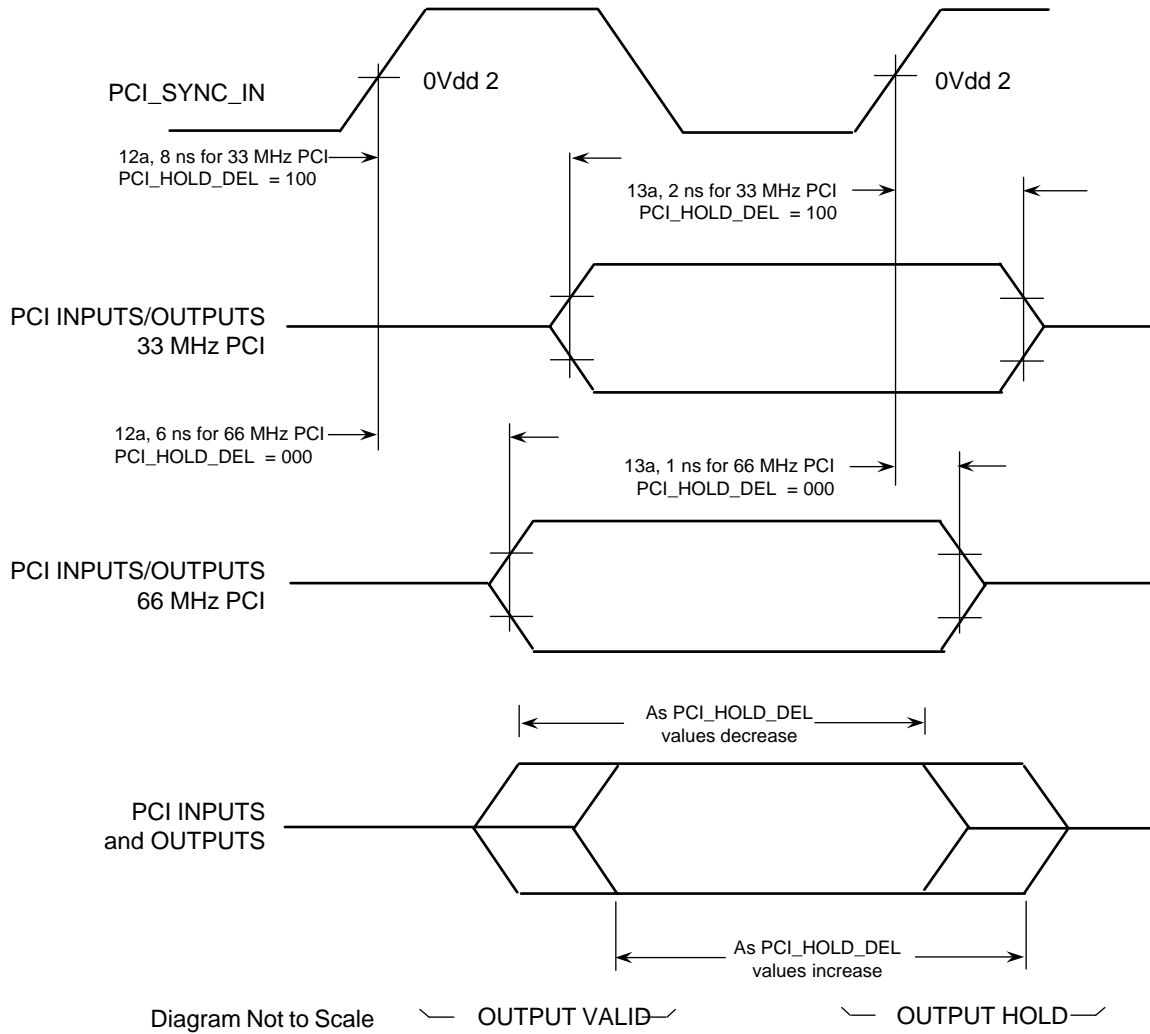 PCI_SYNC_IN
0Vdd 2
0Vdd 2
12a, 8 ns for 33 MHz PCI
PCI_HOLD_DEL = 100
13a, 2 ns for 33 MHz PCI
PCI_HOLD_DEL = 100
PCI INPUTS/OUTPUTS
33 MHz PCI
12a, 6 ns for 66 MHz PCI
PCI_HOLD_DEL = 000
13a, 1 ns for 66 MHz PCI
PCI_HOLD_DEL = 000
PCI INPUTS/OUTPUTS
66 MHz PCI
As PCI_HOLD_DEL
values decrease
PCI INPUTS
and OUTPUTS
As PCI_HOLD_DEL
values increase
Diagram Not to Scale
OUTPUT VALID
OUTPUT HOLD